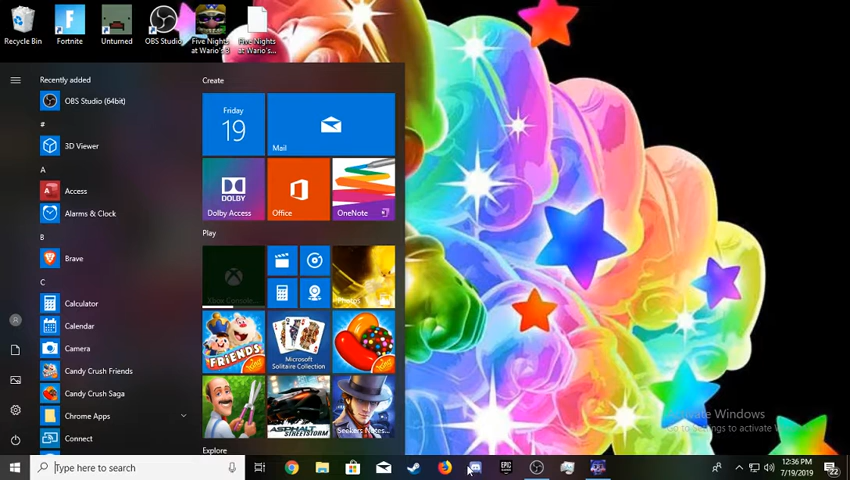 Recycle Bin
Fortnite
Unturned
OBS Studio
Five Nights
at Wario's 3
Five Nights
at Wario's...
Recently added
OBS Studio (64bit)
#
3D Viewer
A
Access
Alarms & Clock
B
Brave
C
Calculator
Calendar
Camera
Candy Crush Friends
Candy Crush Saga
Chrome Apps
Connect
Create
Friday
19
Mail
Dolby Access
Office
OneNote
Play
Xbox Console...
Photos
FRIENDS
Microsoft
Solitaire Collection
ASPHALT
Seekers Notes...
Explore
Activate Windows
Go to Settings to activate
Type here to search
EPIC
12:36 PM
7/19/2019
22